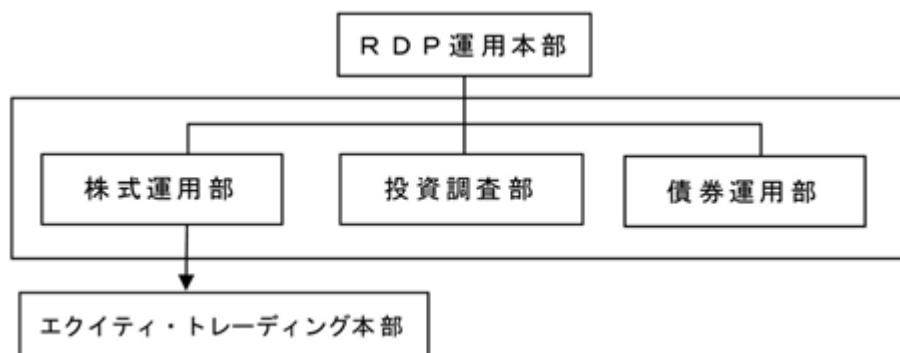 ＲＤＰ運用本部
株式運用部
投資調査部
債券運用部
エクイティ・トレーディング本部